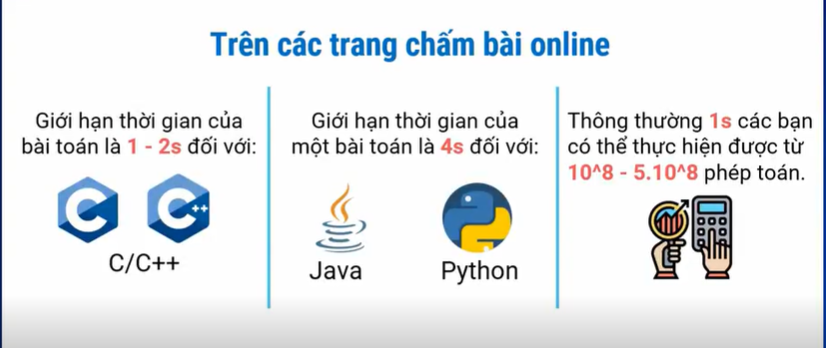 Trên các trang chấm bài online
Giới hạn thời gian của
bài toán là 1 - 2s đối với:
C
C++
C/C++
Giới hạn thời gian của
một bài toán là 4s đối với:
Java
Python
Thông thường 1s các bạn
có thể thực hiện được từ
10^8 - 5.10^8 phép toán.